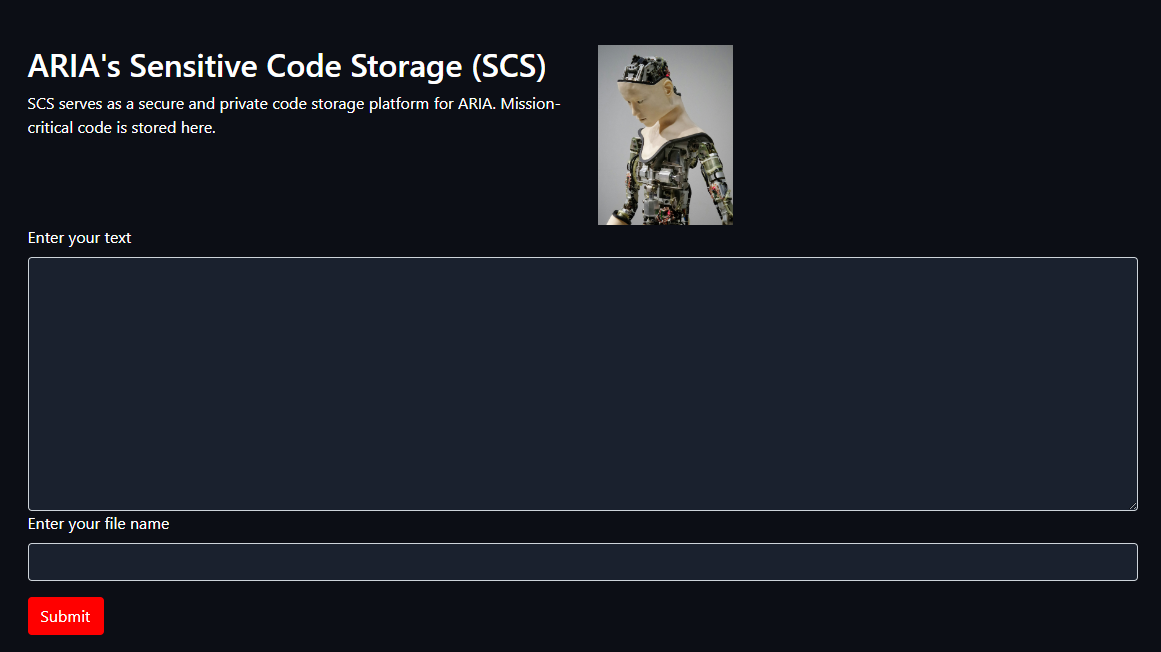 ARIA's Sensitive Code Storage (SCS)
SCS serves as a secure and private code storage platform for ARIA. Mission-
critical code is stored here.
Enter your text
Enter your file name
Submit